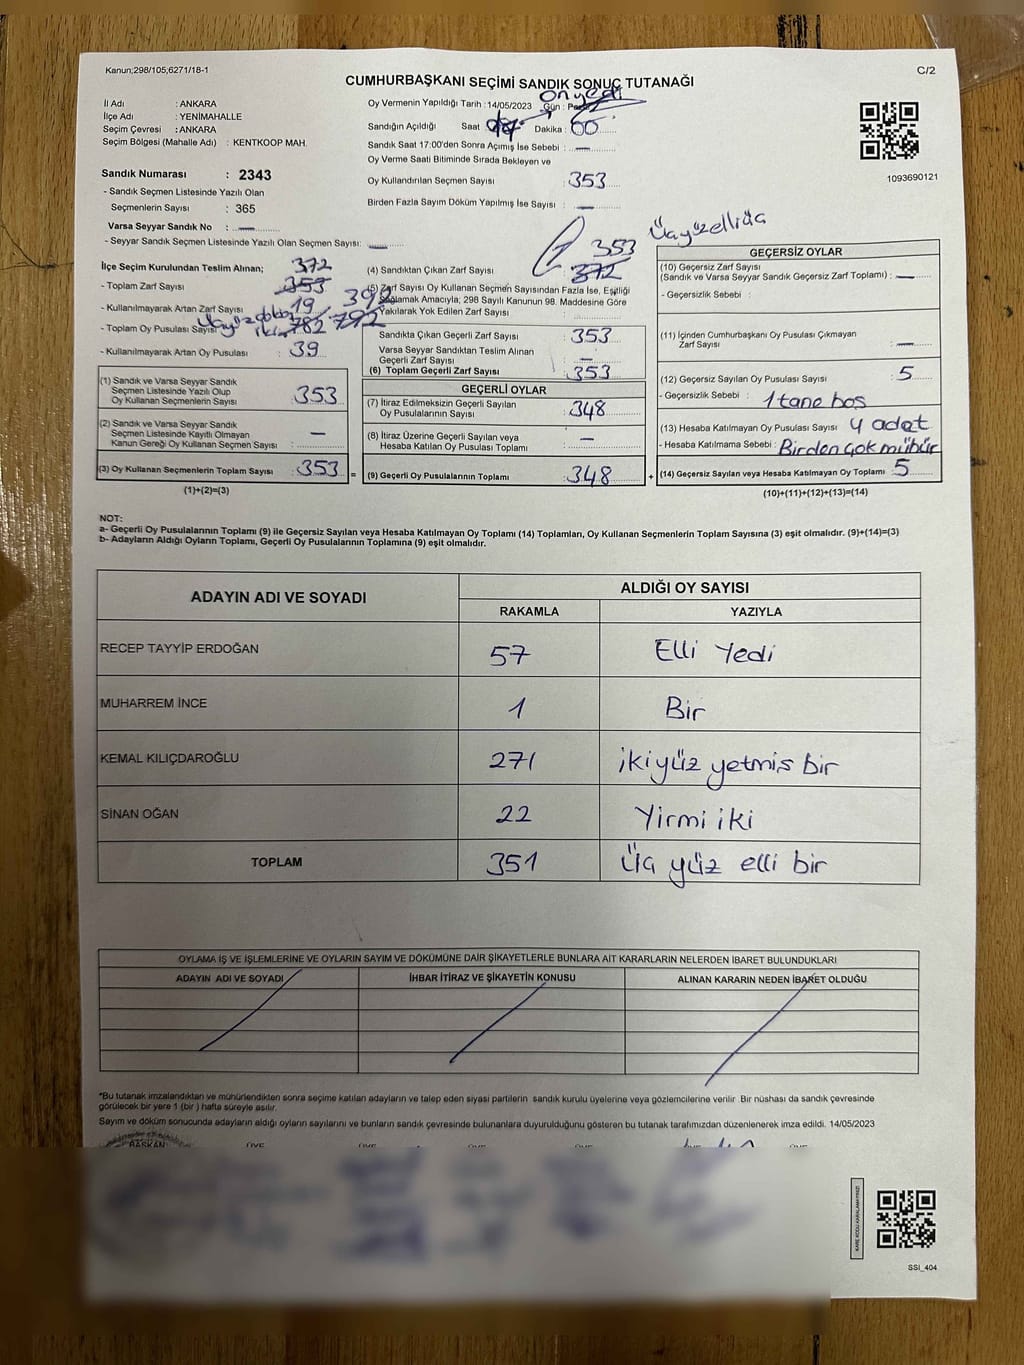 Kanun;298/105,6271/18-1
C/2
CUMHURBAŞKANI SEÇİMİ SANDIK SONUÇ TUTANAĞI
İl Adı : ANKARA
İlçe Adı : YENİMAHALLE
Seçim Çevresi : ANKARA
Seçim Bölgesi (Mahalle Adı) : KENTKOOP MAH.
Oy Vermenin Yapıldığı Tarih : 14/05/2023 Gün :
onyedi
Sandığın Açıldığı Saat Dakika : 00
Sandık Saat 17:00'den Sonra Açımış İse Sebebi : —
Oy Verme Saati Bitiminde Sırada Bekleyen ve
Oy Kullandırılan Seçmen Sayısı : 353
Birden Fazla Sayım Döküm Yapılmış İse Sayısı : —
1093690121
Sandık Numarası : 2343
- Sandık Seçmen Listesinde Yazılı Olan
Seçmenlerin Sayısı : 365
Varsa Seyyar Sandık No : —
- Seyyar Sandık Seçmen Listesinde Yazılı Olan Seçmen Sayısı: —
İlçe Seçim Kurulundan Teslim Alınan;
372
- Toplam Zarf Sayısı 353
- Kullanılmayarak Artan Zarf Sayısı 19
392
- Toplam Oy Pusulası Sayısı 782 792
- Kullanılmayarak Artan Oy Pusulası : 39
(1) Sandık ve Varsa Seyyar Sandık
Seçmen Listesinde Yazılı Olup
Oy Kullanan Seçmenlerin Sayısı : 353
(2) Sandık ve Varsa Seyyar Sandık
Seçmen Listesinde Kayıtlı Olmayan
Kanun Gereği Oy Kullanan Seçmen Sayısı : —
(3) Oy Kullanan Seçmenlerin Toplam Sayısı : 353 =
(1)+(2)=(3)
353 Üçyüzelliüç
(4) Sandıktan Çıkan Zarf Sayısı 372
(5) Zarf Sayısı Oy Kullanan Seçmen Sayısından Fazla İse, Eşitliği
Sağlamak Amacıyla; 298 Sayılı Kanunun 98. Maddesine Göre
Yakılarak Yok Edilen Zarf Sayısı :
Sandıkta Çıkan Geçerli Zarf Sayısı : 353
Varsa Seyyar Sandıktan Teslim Alınan
Geçerli Zarf Sayısı : —
(6) Toplam Geçerli Zarf Sayısı : 353
GEÇERLİ OYLAR
(7) İtiraz Edilmeksizin Geçerli Sayılan
Oy Pusulalarının Sayısı : 348
(8) İtiraz Üzerine Geçerli Sayılan veya
Hesaba Katılan Oy Pusulası Toplamı : —
(9) Geçerli Oy Pusulalarının Toplamı : 348 +
GEÇERSİZ OYLAR
(10) Geçersiz Zarf Sayısı
(Sandık ve Varsa Seyyar Sandık Geçersiz Zarf Toplamı) : —
- Geçersizlik Sebebi :
(11) İçinden Cumhurbaşkanı Oy Pusulası Çıkmayan
Zarf Sayısı : —
(12) Geçersiz Sayılan Oy Pusulası Sayısı : 5
- Geçersizlik Sebebi : 1 tane boş
(13) Hesaba Katılmayan Oy Pusulası Sayısı : 4 adet
- Hesaba Katılmama Sebebi : Birden çok mühür
(14) Geçersiz Sayılan veya Hesaba Katılmayan Oy Toplamı : 5
(10)+(11)+(12)+(13)=(14)
NOT:
a- Geçerli Oy Pusulalarının Toplamı (9) ile Geçersiz Sayılan veya Hesaba Katılmayan Oy Toplamı (14) Toplamları, Oy Kullanan Seçmenlerin Toplam Sayısına (3) eşit olmalıdır. (9)+(14)=(3)
b- Adayların Aldığı Oyların Toplamı, Geçerli Oy Pusulalarının Toplamına (9) eşit olmalıdır.
ADAYIN ADI VE SOYADI ALDIĞI OY SAYISI
RAKAMLA YAZIYLA
RECEP TAYYİP ERDOĞAN 57 Elli Yedi
MUHARREM İNCE 1 Bir
KEMAL KILIÇDAROĞLU 271 ikiyüz yetmiş bir
SİNAN OĞAN 22 Yirmi iki
TOPLAM 351 Üç yüz elli bir
OYLAMA İŞ VE İŞLEMLERİNE VE OYLARIN SAYIM VE DÖKÜMÜNE DAİR ŞİKAYETLERLE BUNLARA AİT KARARLARIN NELERDEN İBARET BULUNDUKLARI
ADAYIN ADI VE SOYADI İHBAR İTİRAZ VE ŞİKAYETİN KONUSU ALINAN KARARIN NEDEN İBARET OLDUĞU
*Bu tutanak imzalandıktan ve mühürlendikten sonra seçime katılan adayların ve talep eden siyasi partilerin sandık kurulu üyelerine veya gözlemcilerine verilir .Bir nüshası da sandık çevresinde
görülecek bir yere 1 (bir ) hafta süreyle asılır.
Sayım ve döküm sonucunda adayların aldığı oyların sayılarını ve bunların sandık çevresinde bulunanlara duyurulduğunu gösteren bu tutanak tarafımızdan düzenlenerek imza edildi. 14/05/2023
BAŞKAN ÜYE ÜYE ÜYE ÜYE ÜYE
SSI_404